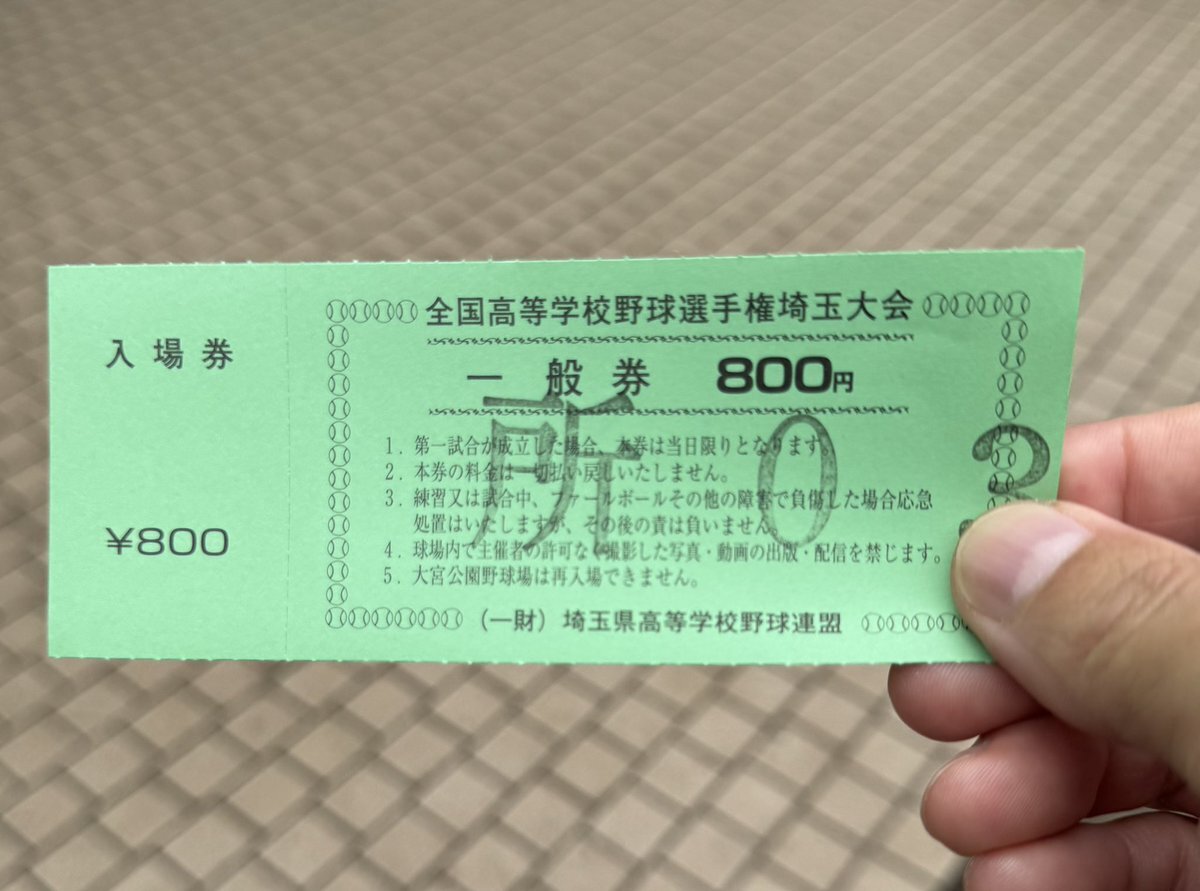 入場券
¥800
全国高等学校野球選手権埼玉大会
一般券 800円
1. 第一試合が成立した場合、本券は当日限りとなります。
2. 本券の料金は一切払い戻しいたしません。
3. 練習又は試合中、ファールボールその他の障害で負傷した場合応急
処置はいたしますが、その後の責は負いません。
4. 球場内で主催者の許可なく撮影した写真・動画の出版・配信を禁じます。
5. 大宮公園野球場は再入場できません。
(一財) 埼玉県高等学校野球連盟
所 0